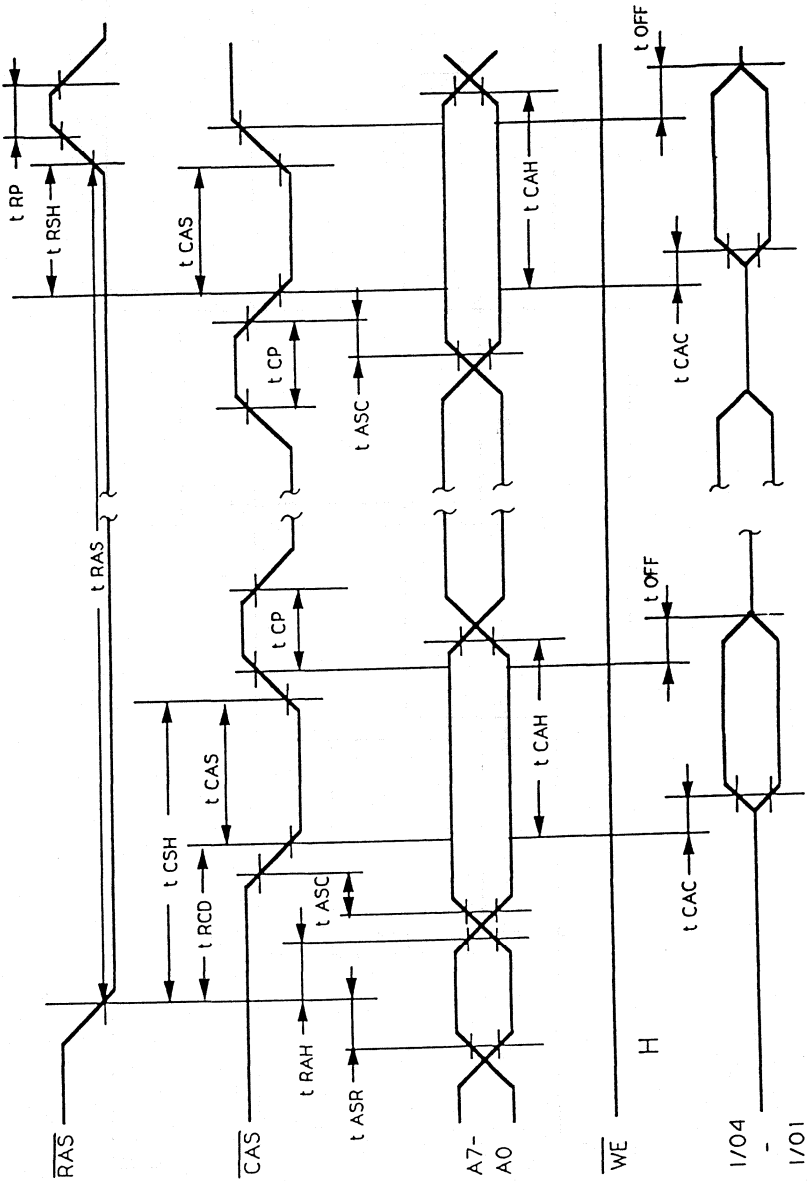 t RP
t RSH
t RAS
RAS
t CAS
t CP
t CP
t CAS
t CSH
t RCD
CAS
t ASC
t ASC
t RAH
t ASR
t CAH
t CAH
A7-
A0
WE
H
t OFF
t CAC
t OFF
t CAC
I/O4
-
I/O1